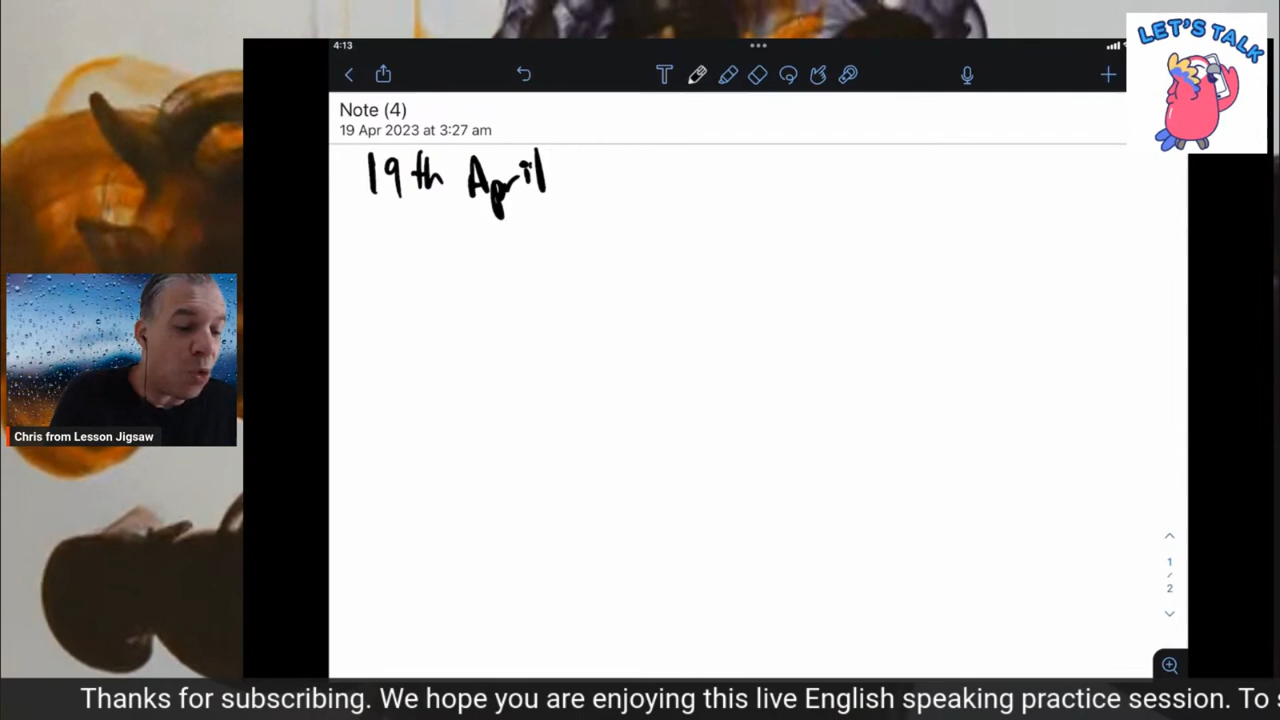 4:13
LET'S TALK
Note (4)
19 Apr 2023 at 3:27 am
19th April
Chris from Lesson Jigsaw
1
/
2
Thanks for subscribing. We hope you are enjoying this live English speaking practice session. To s